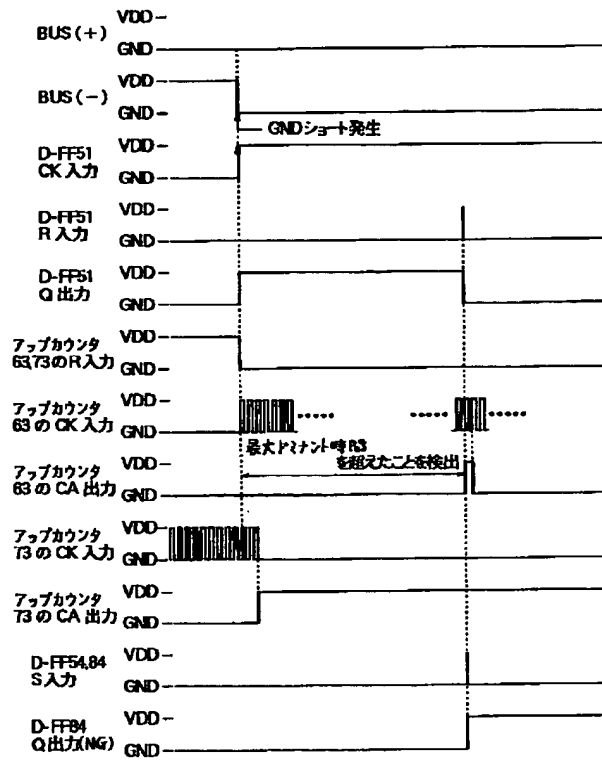 BUS(+)
VDD
GND
BUS(−)
VDD
GND
GNDショート発生
D-FF51
CK入力
VDD
GND
D-FF51
R入力
VDD
GND
D-FF51
Q出力
VDD
GND
アップカウンタ
63,73のR入力
VDD
GND
アップカウンタ
63のCK入力
VDD
GND
最大ドミナント時間
を超えたことを検出
アップカウンタ
63のCA出力
VDD
GND
アップカウンタ
73のCK入力
VDD
GND
アップカウンタ
73のCA出力
VDD
GND
D-FF54,84
S入力
VDD
GND
D-FF84
Q出力(NG)
VDD
GND